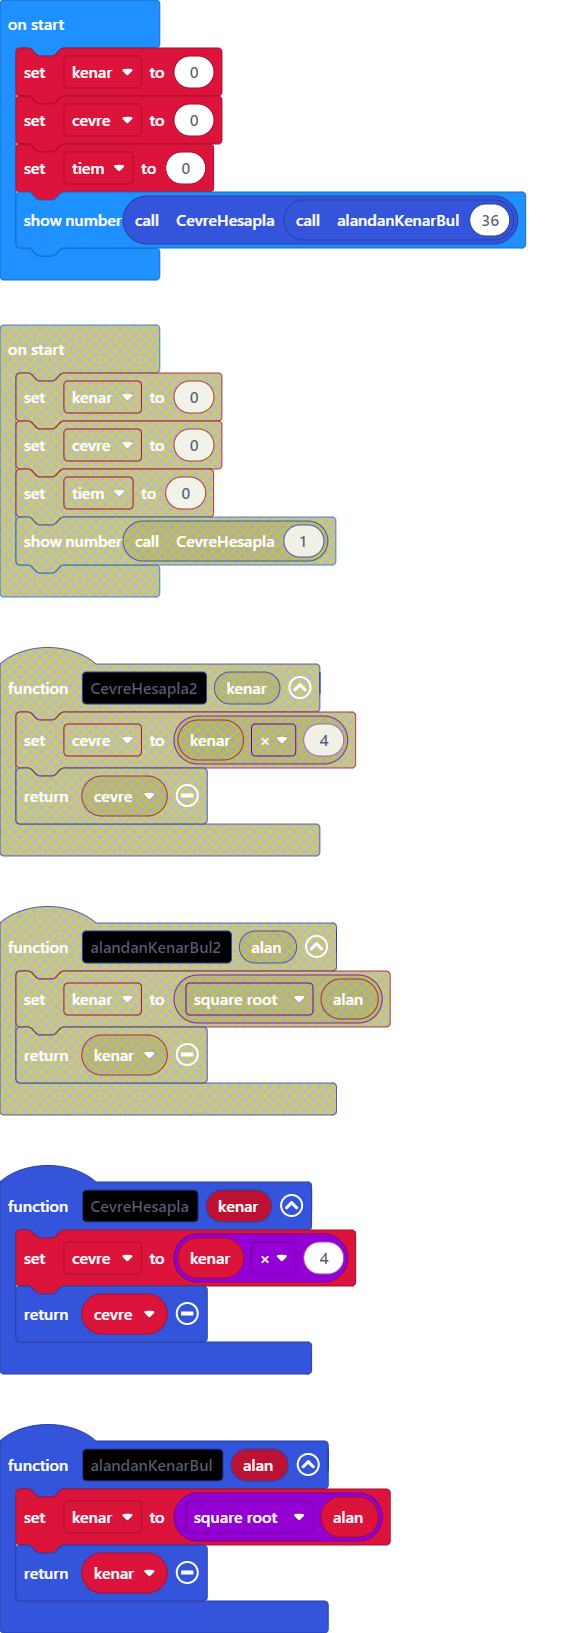 on start
set kenar to 0
set cevre to 0
set tiem to 0
show number call CevreHesapla call alandanKenarBul 36
on start
set kenar to 0
set cevre to 0
set tiem to 0
show number call CevreHesapla 1
function CevreHesapla2 kenar
set cevre to kenar × 4
return cevre
function alandanKenarBul2 alan
set kenar to square root alan
return kenar
function CevreHesapla kenar
set cevre to kenar × 4
return cevre
function alandanKenarBul alan
set kenar to square root alan
return kenar